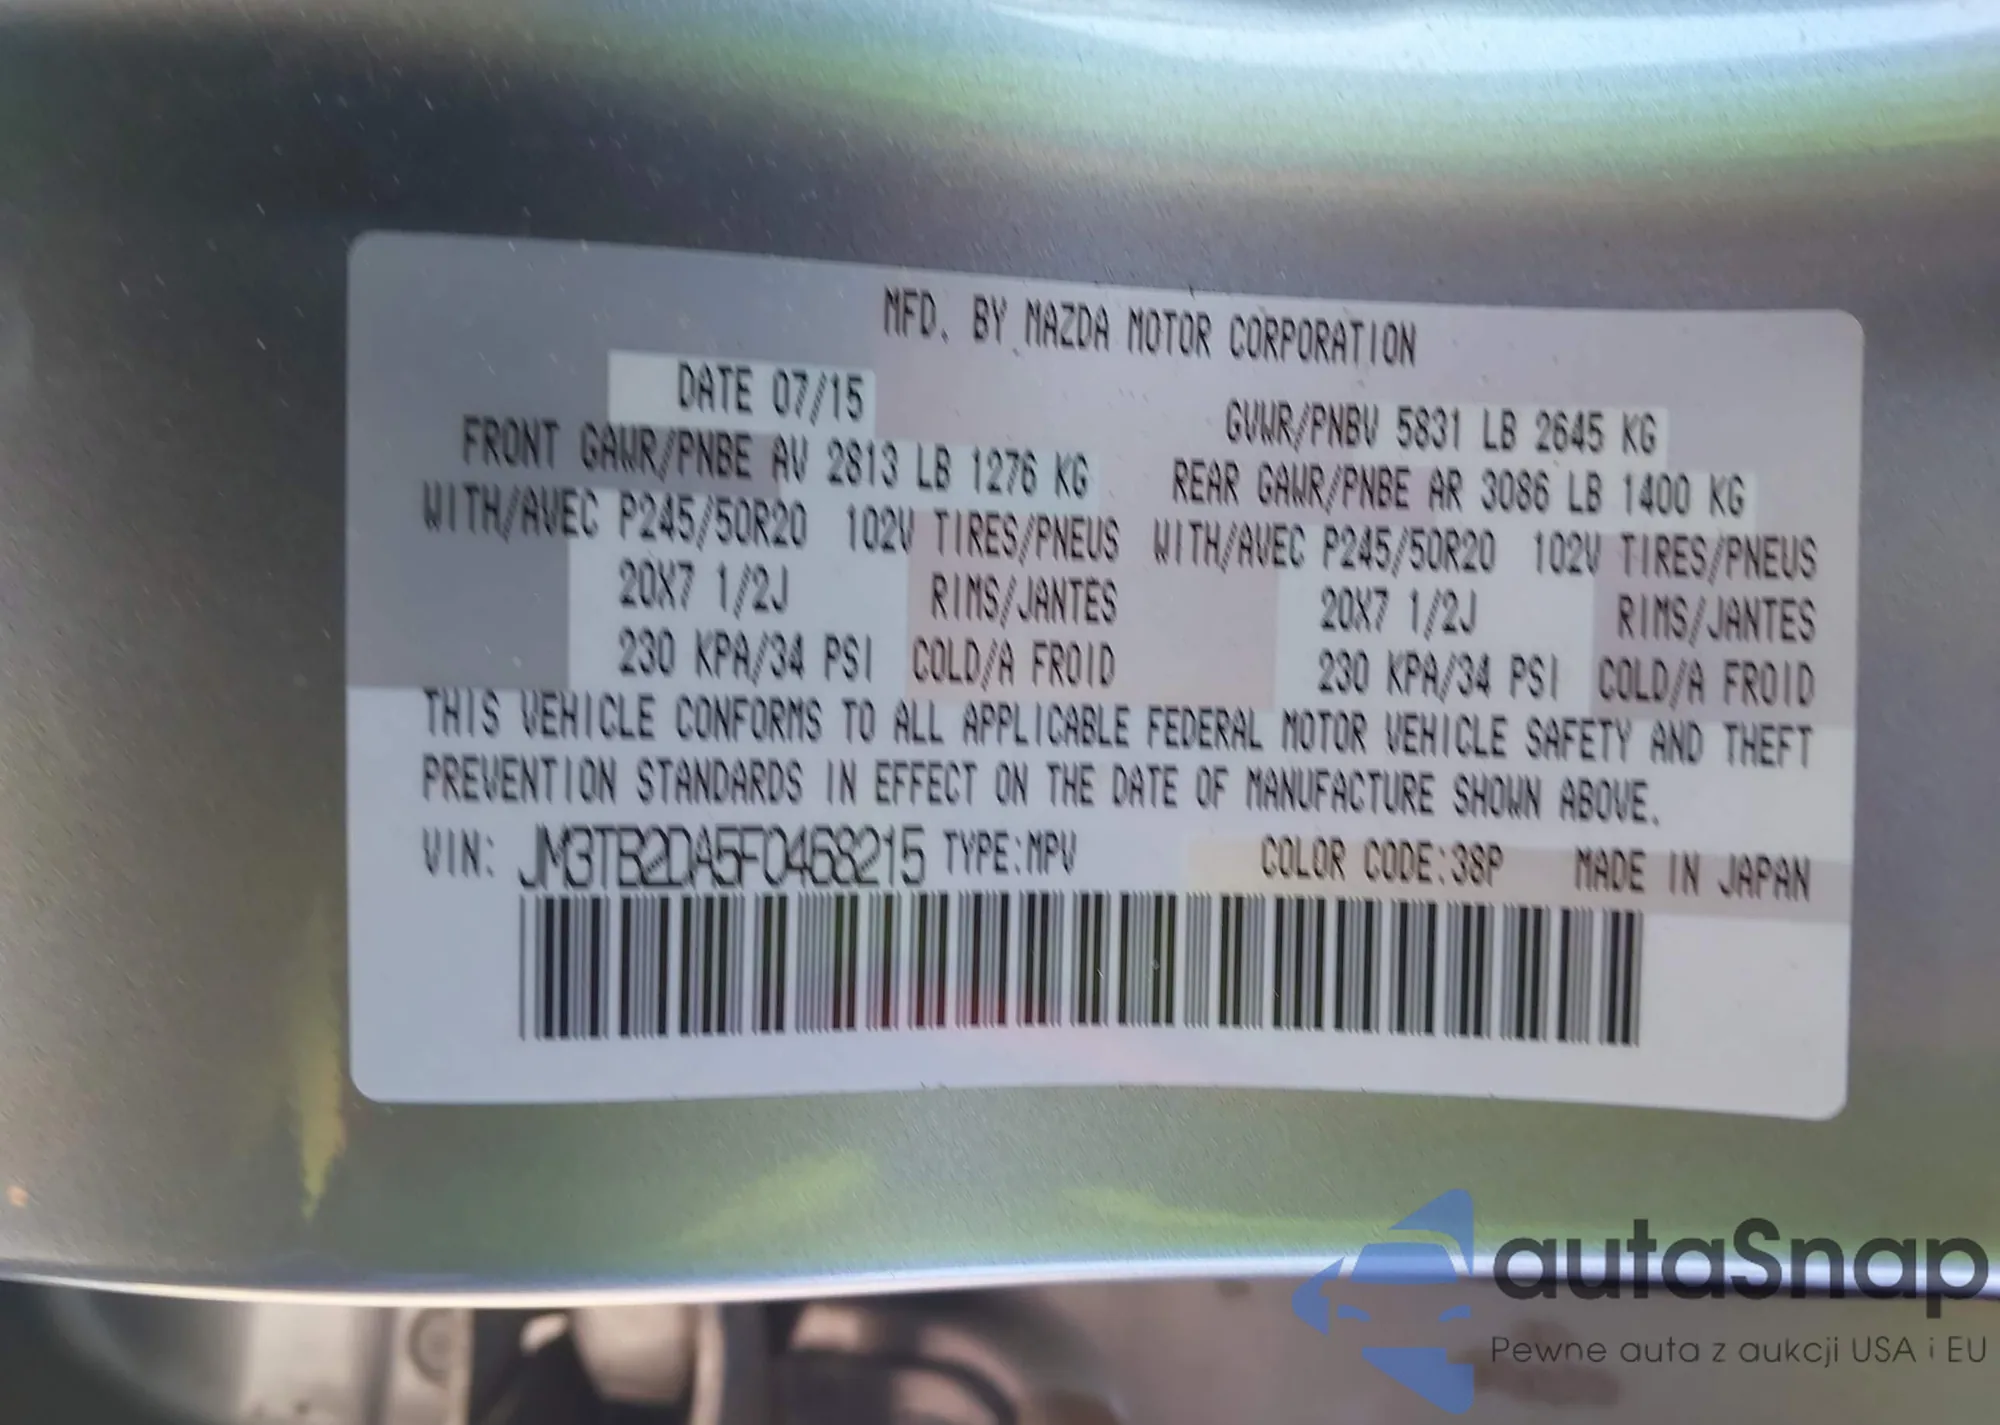 MFD. BY MAZDA MOTOR CORPORATION
DATE 07/15
GVWR/PNBV 5831 LB 2645 KG
FRONT GAWR/PNBE AV 2813 LB 1276 KG
REAR GAWR/PNBE AR 3086 LB 1400 KG
WITH/AVEC P245/50R20 102V TIRES/PNEUS
WITH/AVEC P245/50R20 102V TIRES/PNEUS
20X7 1/2J RIMS/JANTES
20X7 1/2J RIMS/JANTES
230 KPA/34 PSI COLD/A FROID
230 KPA/34 PSI COLD/A FROID
THIS VEHICLE CONFORMS TO ALL APPLICABLE FEDERAL MOTOR VEHICLE SAFETY AND THEFT
PREVENTION STANDARDS IN EFFECT ON THE DATE OF MANUFACTURE SHOWN ABOVE.
VIN: JM3TB2DA5F0468215 TYPE:MPV COLOR CODE:38P MADE IN JAPAN
autaSnap
Pewne auta z aukcji USA i EU